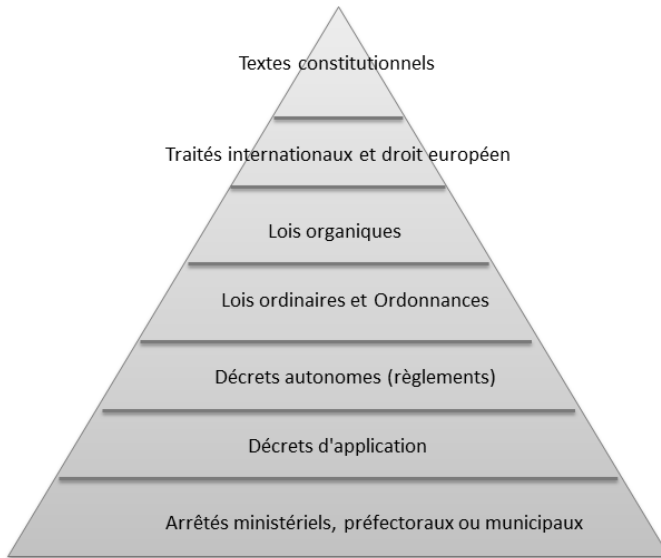 Textes constitutionnels
Traités internationaux et droit européen
Lois organiques
Lois ordinaires et Ordonnances
Décrets autonomes (règlements)
Décrets d'application
Arrêtés ministériels, préfectoraux ou municipaux